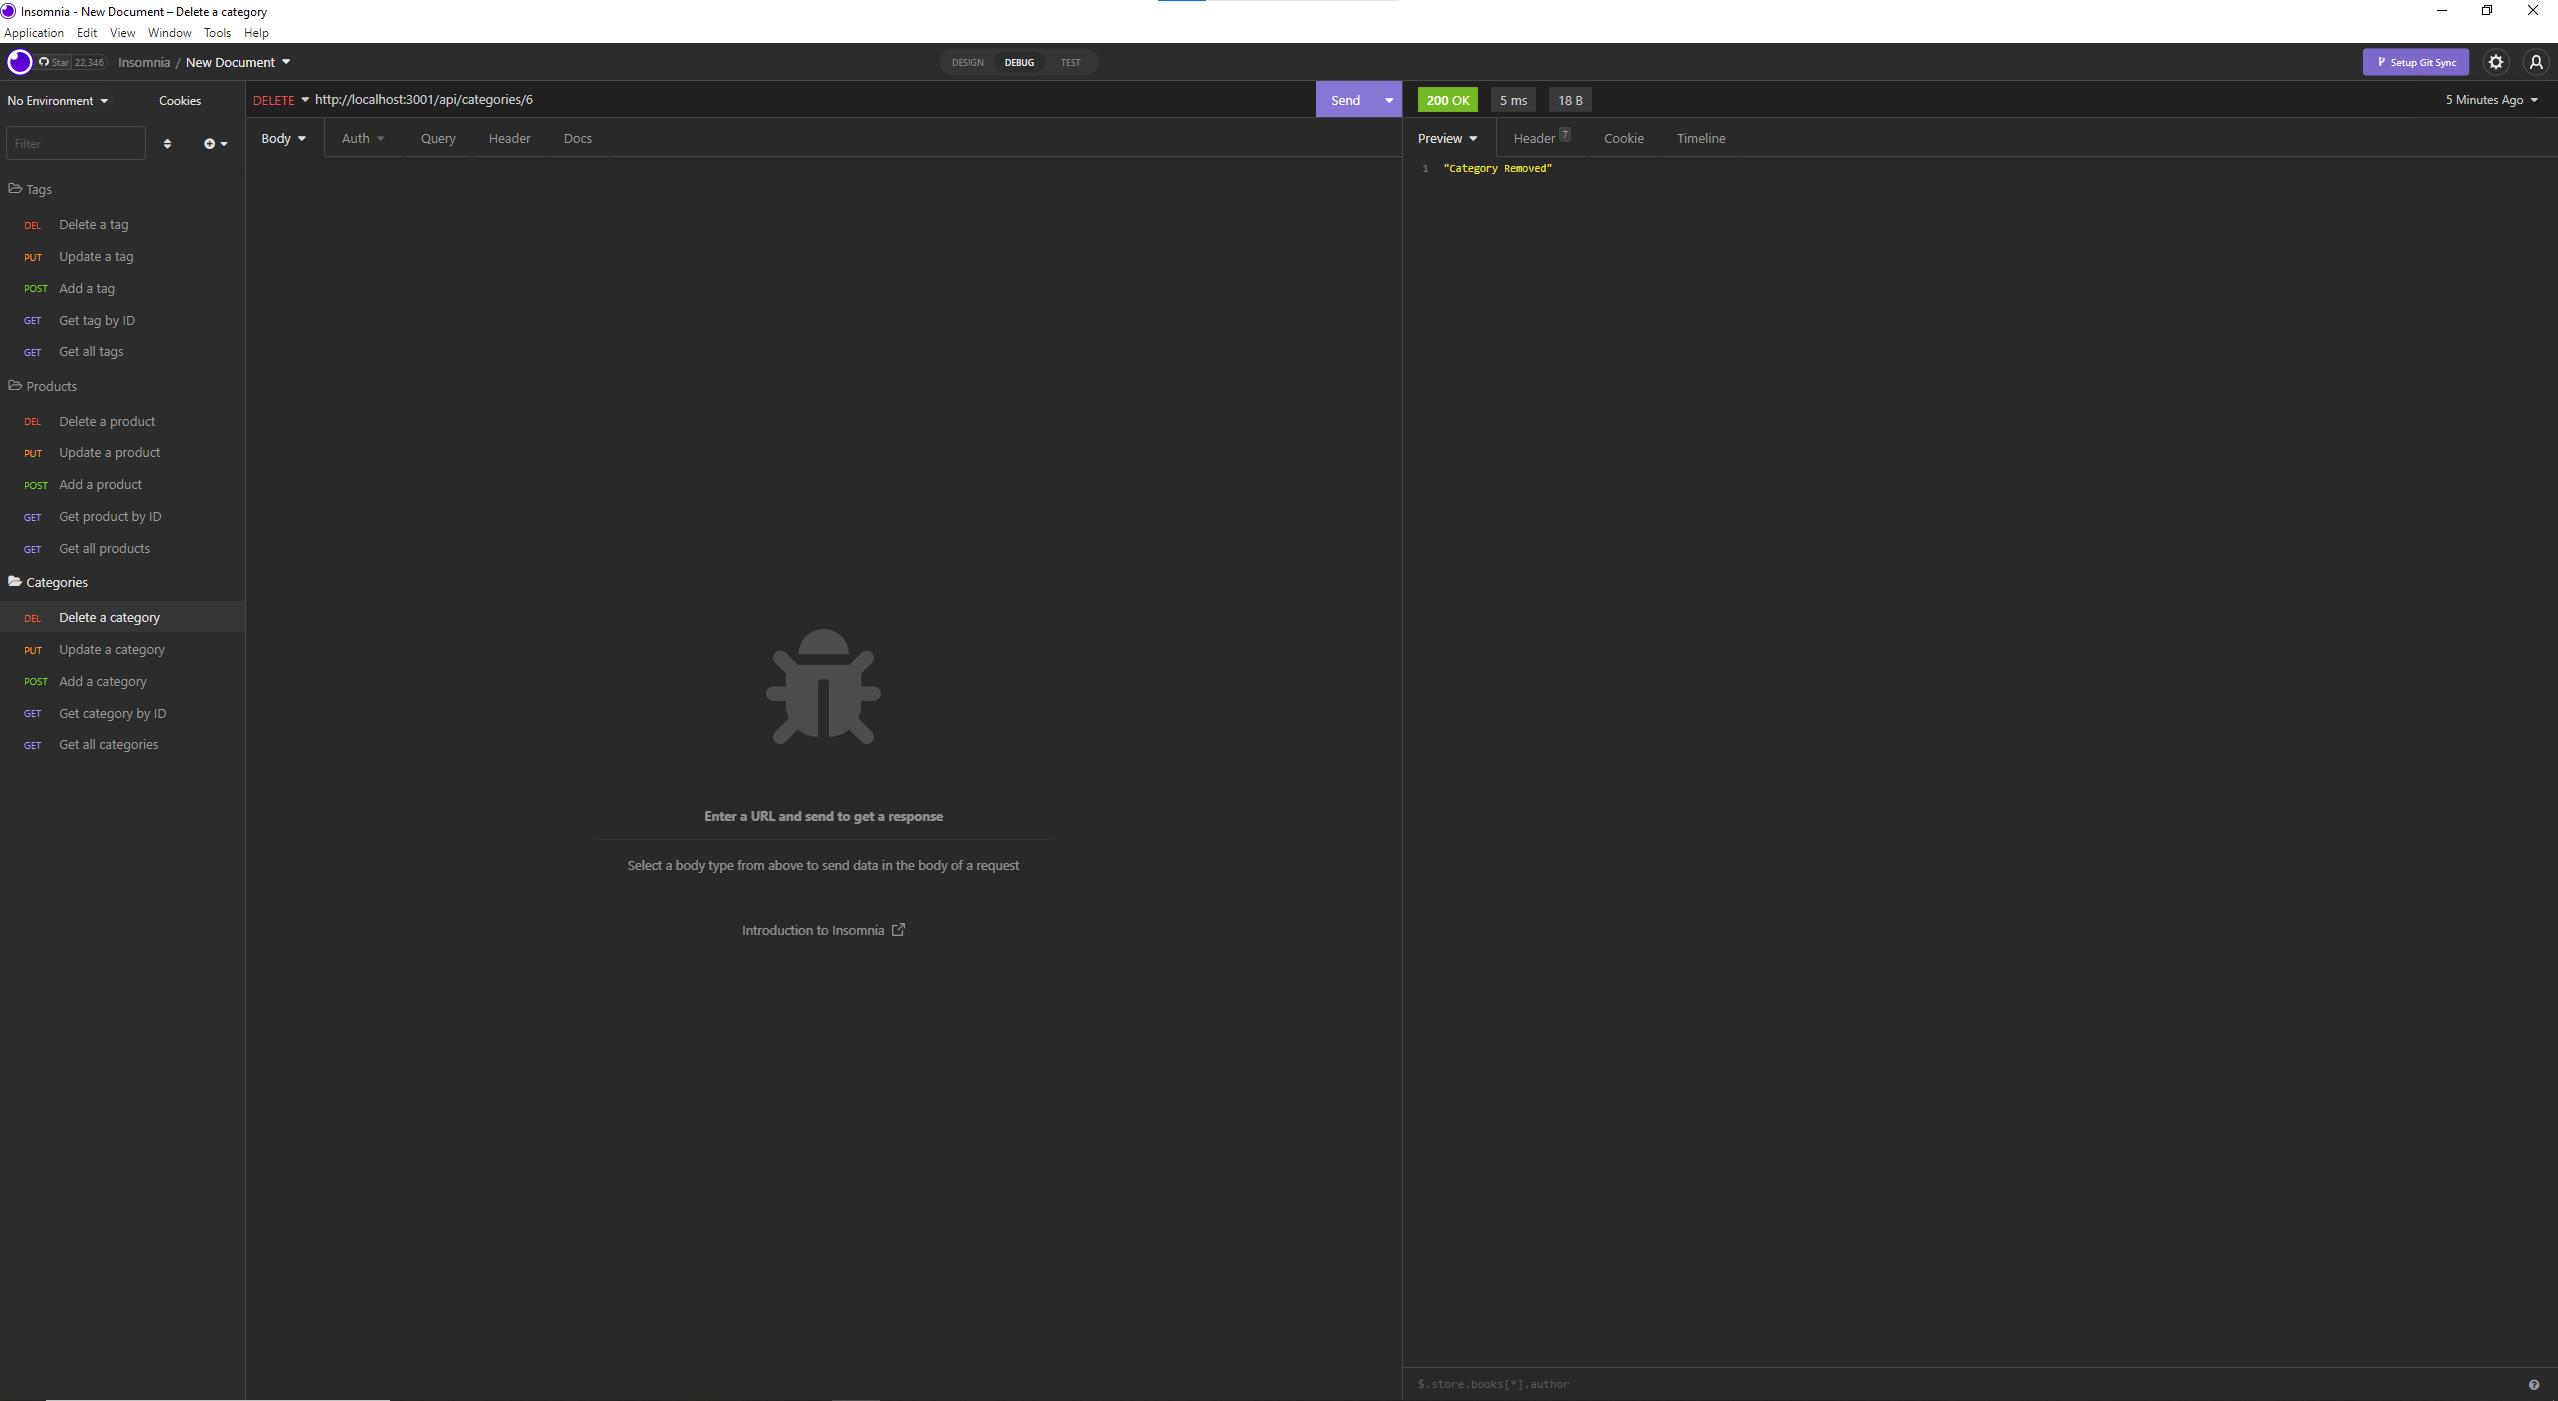 Insomnia - New Document – Delete a category
Application Edit View Window Tools Help
Star 22,346 Insomnia / New Document DESIGN DEBUG TEST Setup Git Sync
No Environment Cookies
DELETE http://localhost:3001/api/categories/6 Send 200 OK 5 ms 18 B 5 Minutes Ago
Filter
Body Auth Query Header Docs
Preview Header 7 Cookie Timeline
1 "Category Removed"
Tags
DEL Delete a tag
PUT Update a tag
POST Add a tag
GET Get tag by ID
GET Get all tags
Products
DEL Delete a product
PUT Update a product
POST Add a product
GET Get product by ID
GET Get all products
Categories
DEL Delete a category
PUT Update a category
POST Add a category
GET Get category by ID
GET Get all categories
Enter a URL and send to get a response
Select a body type from above to send data in the body of a request
Introduction to Insomnia
$.store.books[*].author